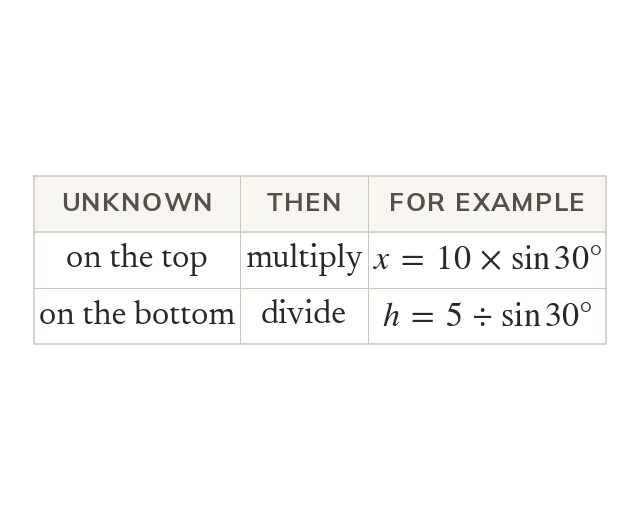 UNKNOWN THEN FOR EXAMPLE
on the top multiply x = 10 × sin 30°
on the bottom divide h = 5 ÷ sin 30°